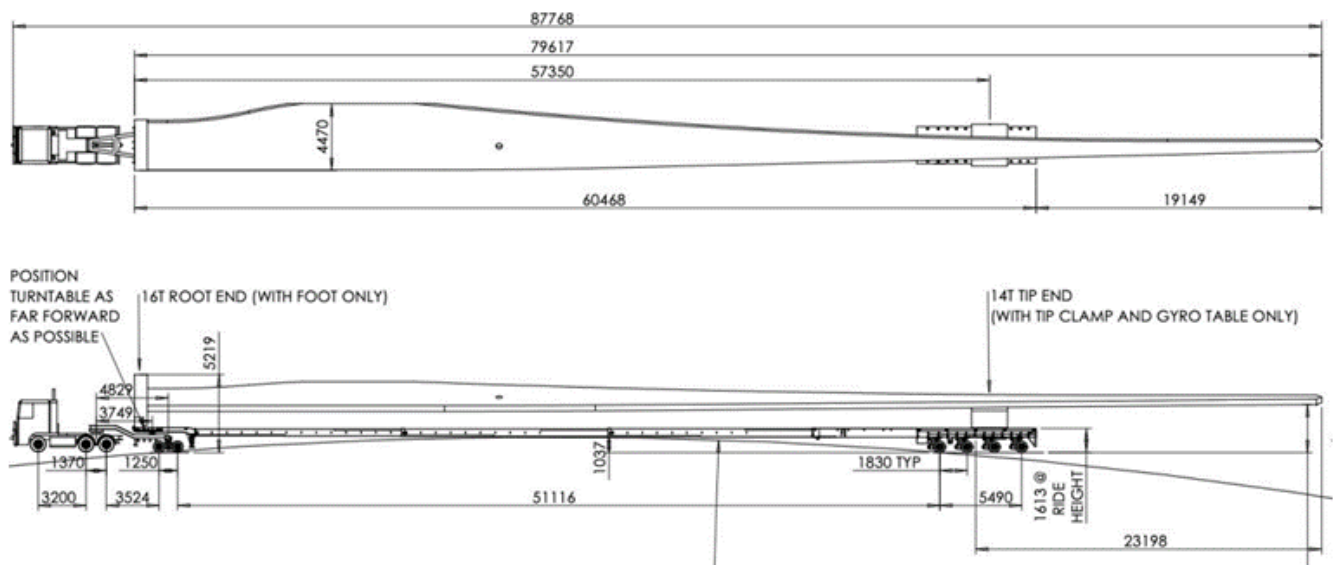 87768
79617
57350
4470
60468
19149
POSITION
TURNTABLE AS
FAR FORWARD
AS POSSIBLE
16T ROOT END (WITH FOOT ONLY)
14T TIP END
(WITH TIP CLAMP AND GYRO TABLE ONLY)
5219
4829
3749
1370
1250
1037
1830 TYP
3200
3524
51116
5490
1613 @
RIDE
HEIGHT
23198